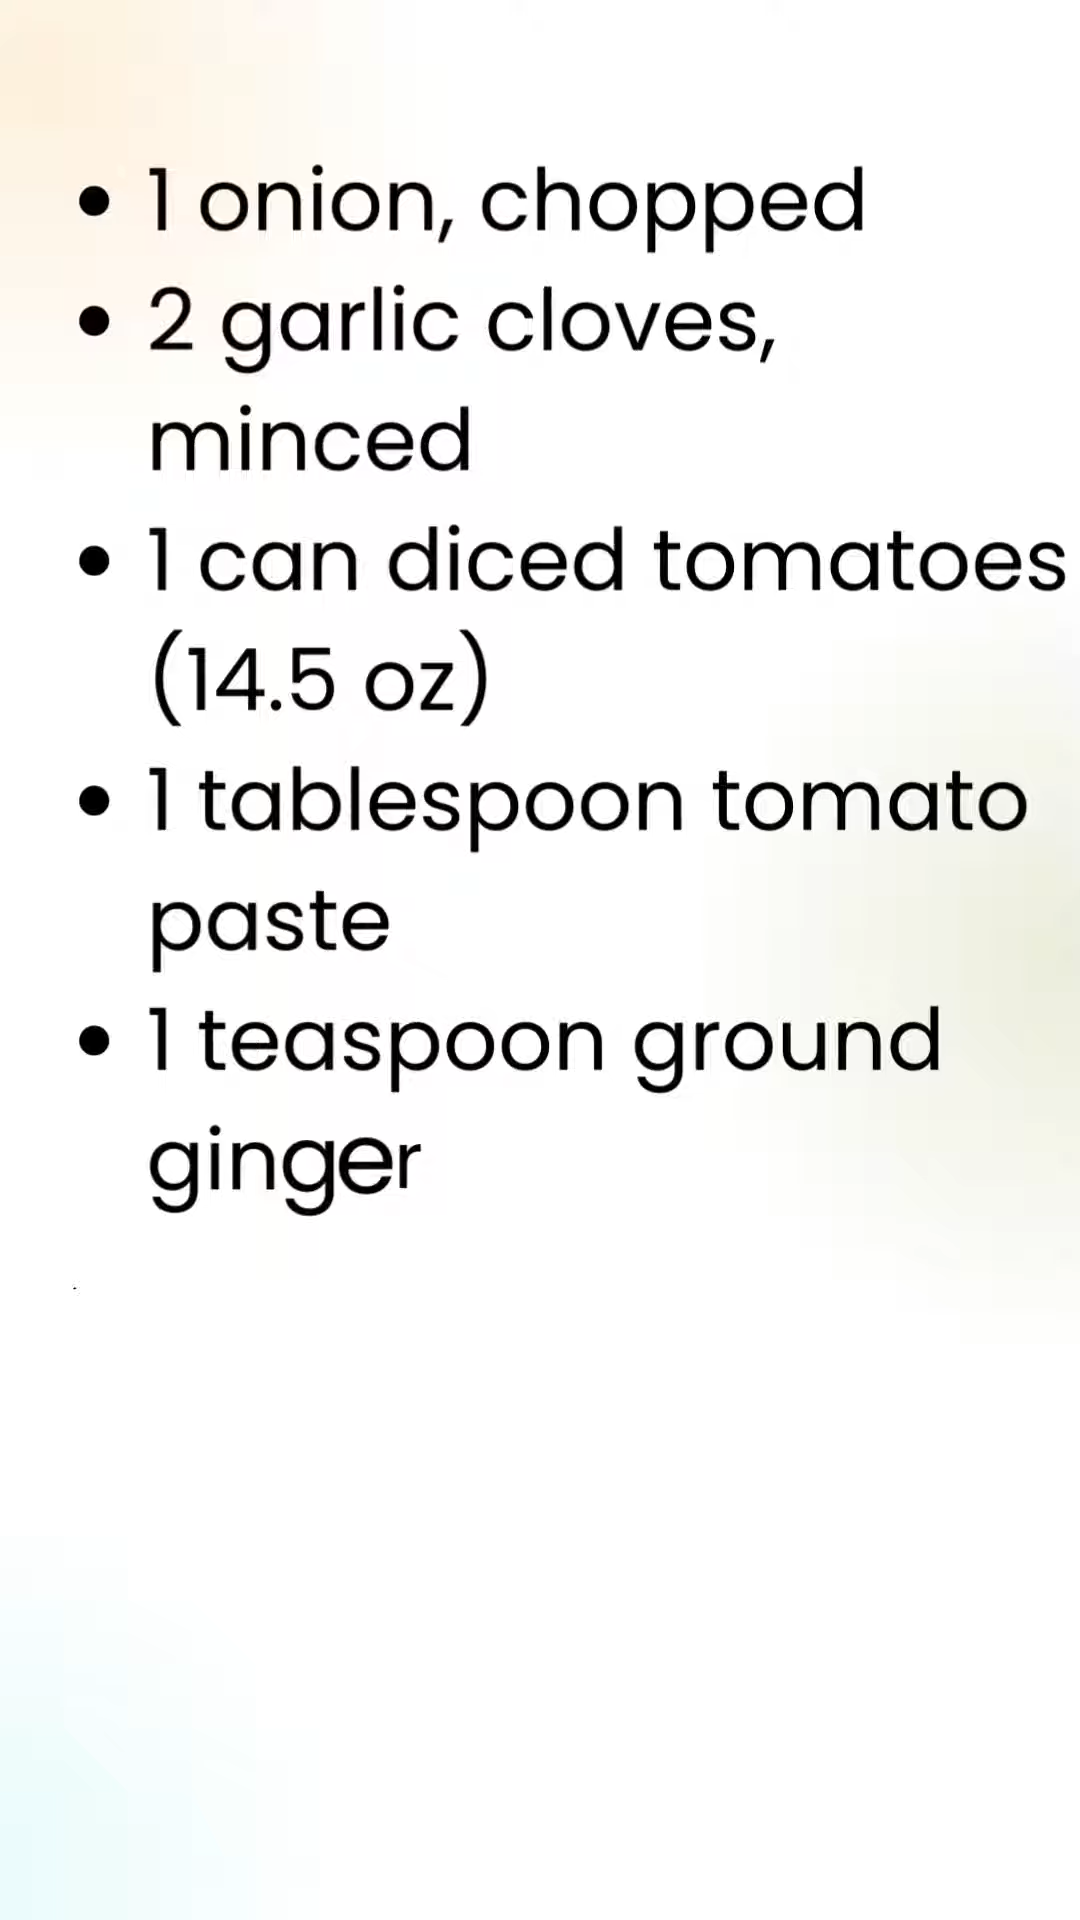 • 1 onion, chopped
• 2 garlic cloves,
minced
• 1 can diced tomatoes
(14.5 oz)
• 1 tablespoon tomato
paste
• 1 teaspoon ground
ginger